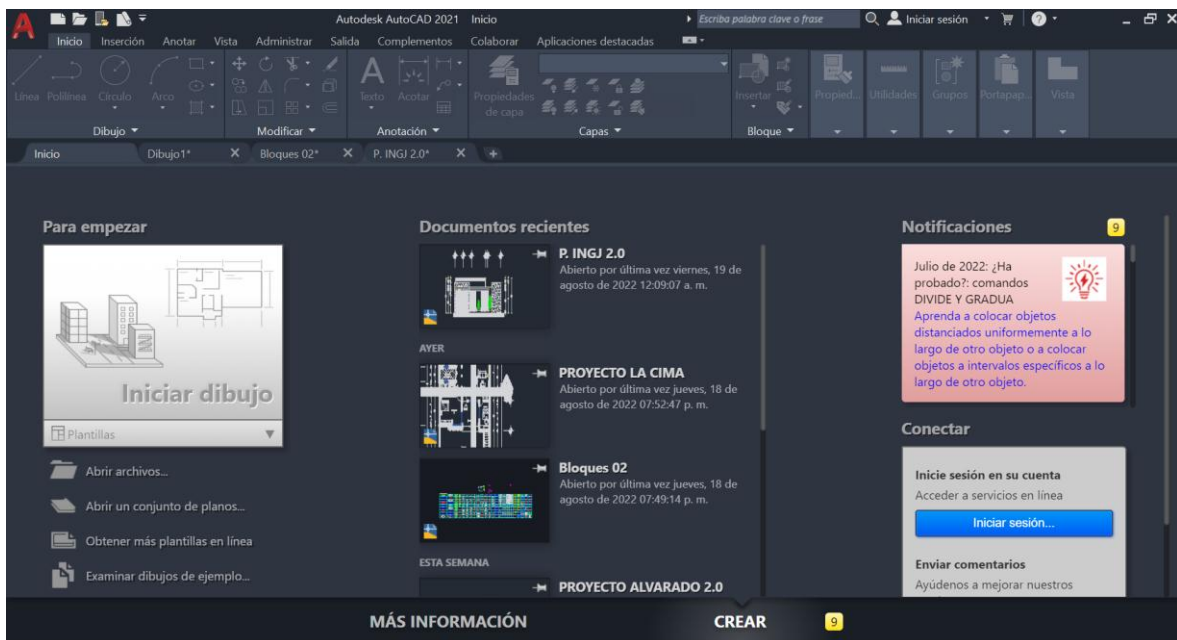 Autodesk AutoCAD 2021 Inicio
Escriba palabra clave o frase
Iniciar sesión
Inicio Inserción Anotar Vista Administrar Salida Complementos Colaborar Aplicaciones destacadas
Línea Polilínea Círculo Arco
Texto Acotar
Propiedades
de capa
Insertar
Propied...
Utilidades
Grupos
Portapap...
Vista
Dibujo
Modificar
Anotación
Capas
Bloque
Inicio
Dibujo1*
Bloques 02*
P. INGJ 2.0*
Para empezar
Iniciar dibujo
Plantillas
Abrir archivos...
Abrir un conjunto de planos...
Obtener más plantillas en línea
Examinar dibujos de ejemplo...
Documentos recientes
P. INGJ 2.0
Abierto por última vez viernes, 19 de
agosto de 2022 12:09:07 a. m.
AYER
PROYECTO LA CIMA
Abierto por última vez jueves, 18 de
agosto de 2022 07:52:47 p. m.
Bloques 02
Abierto por última vez jueves, 18 de
agosto de 2022 07:49:14 p. m.
ESTA SEMANA
PROYECTO ALVARADO 2.0
Notificaciones
9
Julio de 2022: ¿Ha
probado?: comandos
DIVIDE Y GRADUA
Aprenda a colocar objetos
distanciados uniformemente a lo
largo de otro objeto o a colocar
objetos a intervalos específicos a lo
largo de otro objeto.
Conectar
Inicie sesión en su cuenta
Acceder a servicios en línea
Iniciar sesión...
Enviar comentarios
Ayúdenos a mejorar nuestros
MÁS INFORMACIÓN
CREAR
9